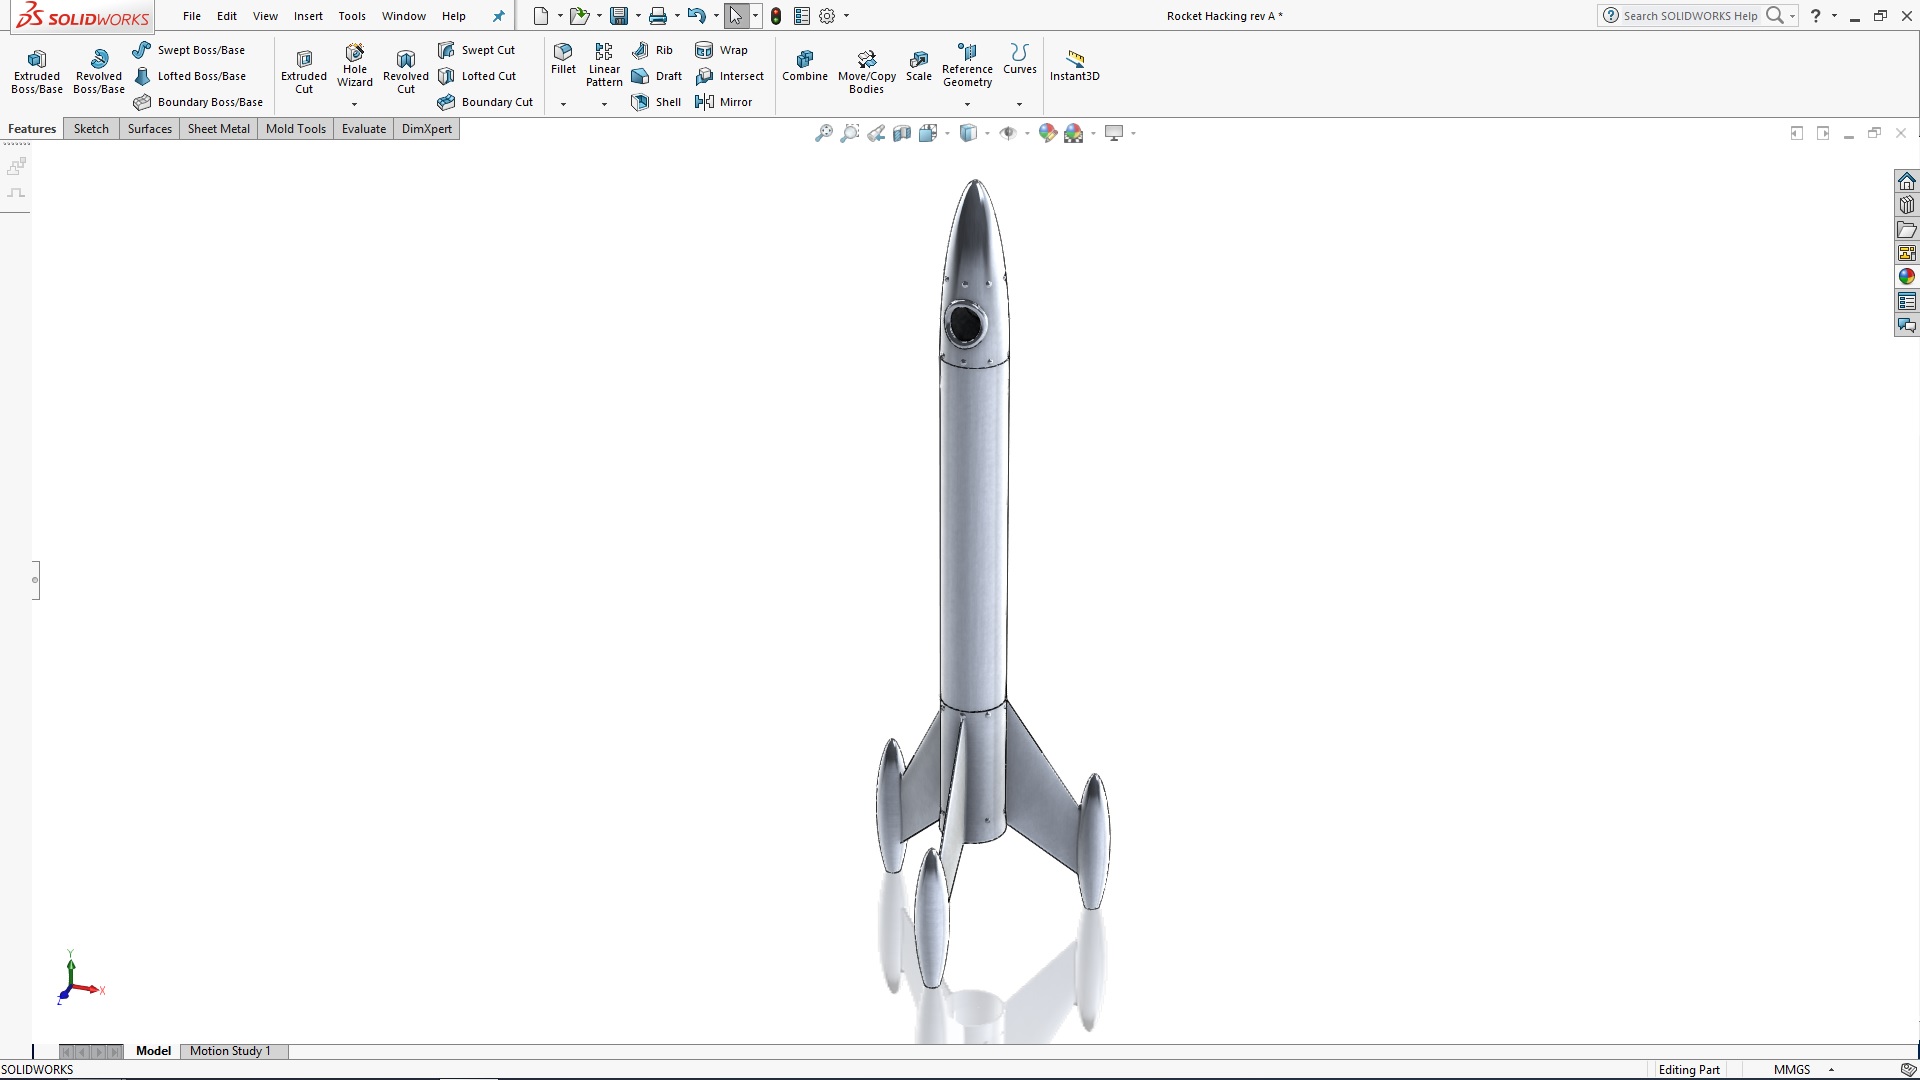 SOLIDWORKS
File Edit View Insert Tools Window Help
Rocket Hacking rev A *
Search SOLIDWORKS Help
?
Extruded Boss/Base
Revolved Boss/Base
Swept Boss/Base
Lofted Boss/Base
Boundary Boss/Base
Extruded Cut
Hole Wizard
Revolved Cut
Swept Cut
Lofted Cut
Boundary Cut
Fillet
Linear Pattern
Rib
Draft
Shell
Wrap
Intersect
Mirror
Combine
Move/Copy Bodies
Scale
Reference Geometry
Curves
Instant3D
Features Sketch Surfaces Sheet Metal Mold Tools Evaluate DimXpert
Y
X
Z
Model Motion Study 1
SOLIDWORKS Editing Part MMGS